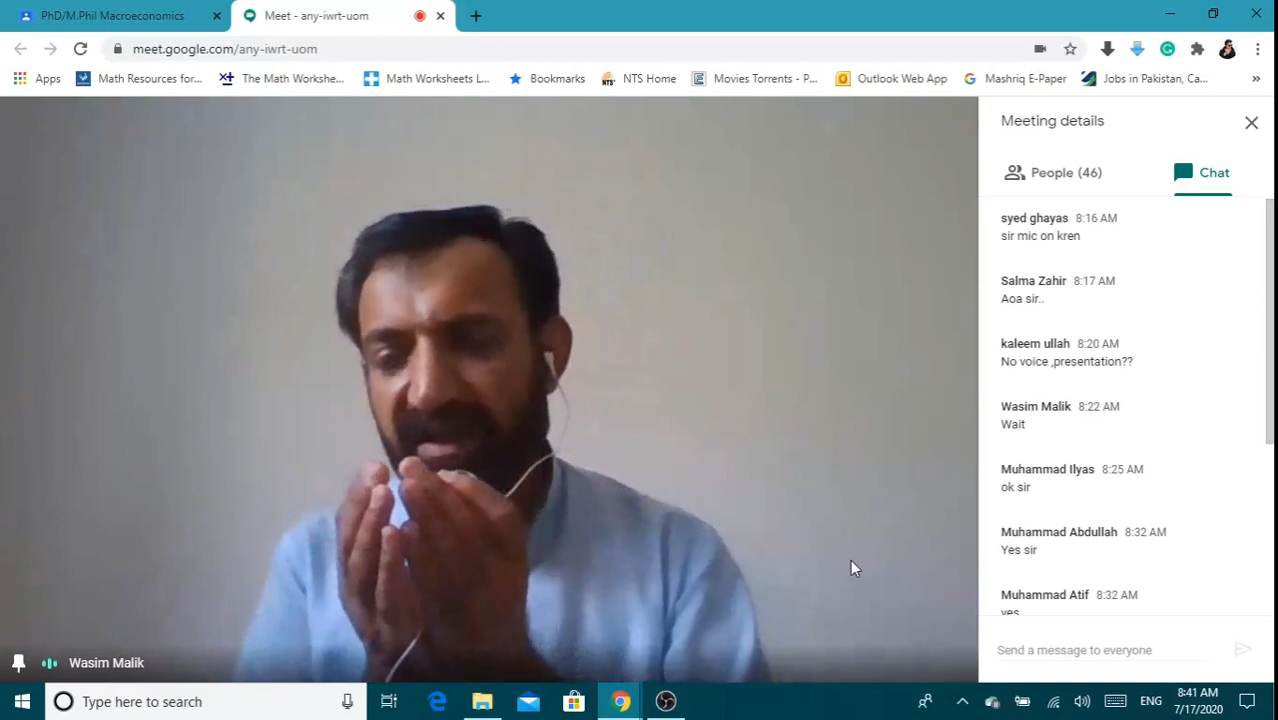 PhD/M.Phil Macroeconomics
Meet - any-iwrt-uom
meet.google.com/any-iwrt-uom
Apps
Math Resources for...
The Math Workshe...
Math Worksheets L...
Bookmarks
NTS Home
Movies Torrents - P...
Outlook Web App
Mashriq E-Paper
Jobs in Pakistan, Ca...
»
Meeting details
People (46)
Chat
syed ghayas 8:16 AM
sir mic on kren
Salma Zahir 8:17 AM
Aoa sir..
kaleem ullah 8:20 AM
No voice ,presentation??
Wasim Malik 8:22 AM
Wait
Muhammad Ilyas 8:25 AM
ok sir
Muhammad Abdullah 8:32 AM
Yes sir
Muhammad Atif 8:32 AM
yes
Send a message to everyone
Wasim Malik
Type here to search
ENG
8:41 AM
7/17/2020